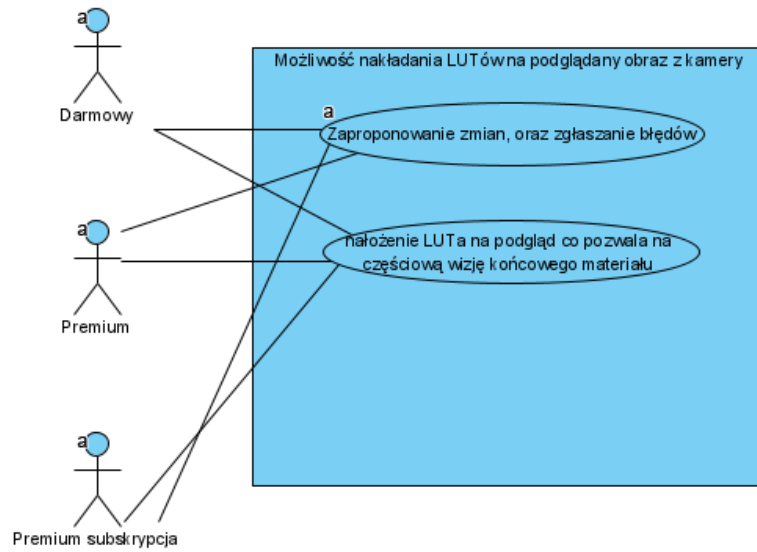 a
Darmowy
Możliwość nakładania LUTów na podglądany obraz z kamery
a
Zaproponowanie zmian, oraz zgłaszanie błędów
a
Premium
nałożenie LUTa na podgląd co pozwala na
częściową wizję końcowego materiału
a
Premium subskrypcja